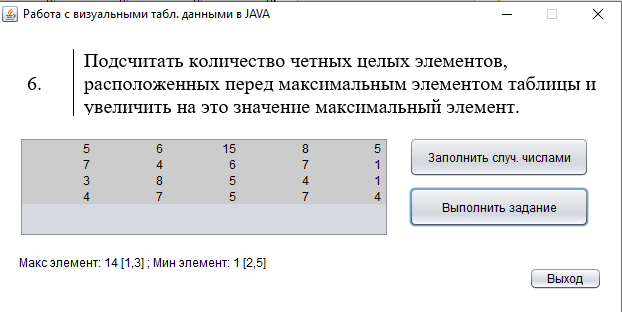 Работа с визуальными табл. данными в JAVA
6.
Подсчитать количество четных целых элементов,
расположенных перед максимальным элементом таблицы и
увеличить на это значение максимальный элемент.
5 6 15 8 5
7 4 6 7 1
3 8 5 4 1
4 7 5 7 4
Заполнить случ. числами
Выполнить задание
Макс элемент: 14 [1,3] ; Мин элемент: 1 [2,5]
Выход